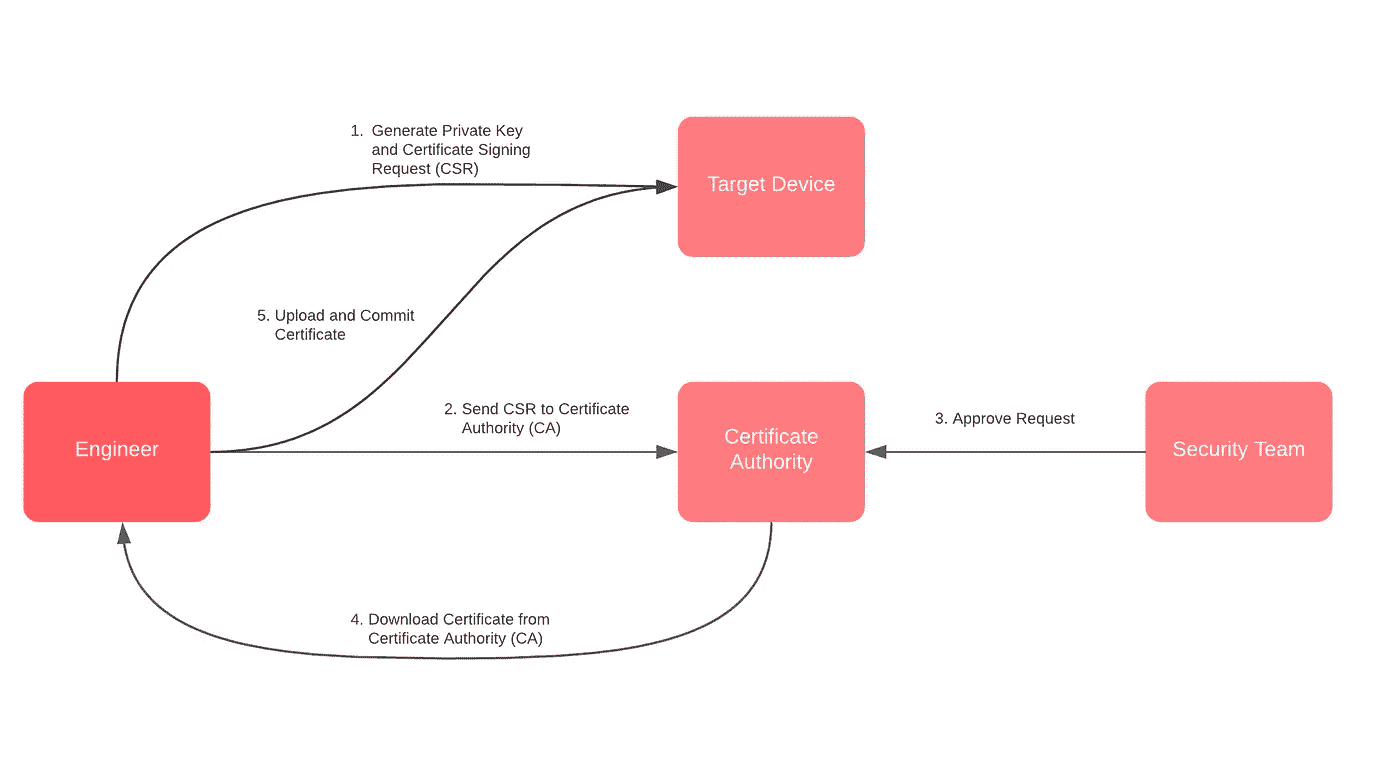 1. Generate Private Key
and Certificate Signing
Request (CSR)
Target Device
5. Upload and Commit
Certificate
Engineer
2. Send CSR to Certificate
Authority (CA)
Certificate
Authority
3. Approve Request
Security Team
4. Download Certificate from
Certificate Authority (CA)